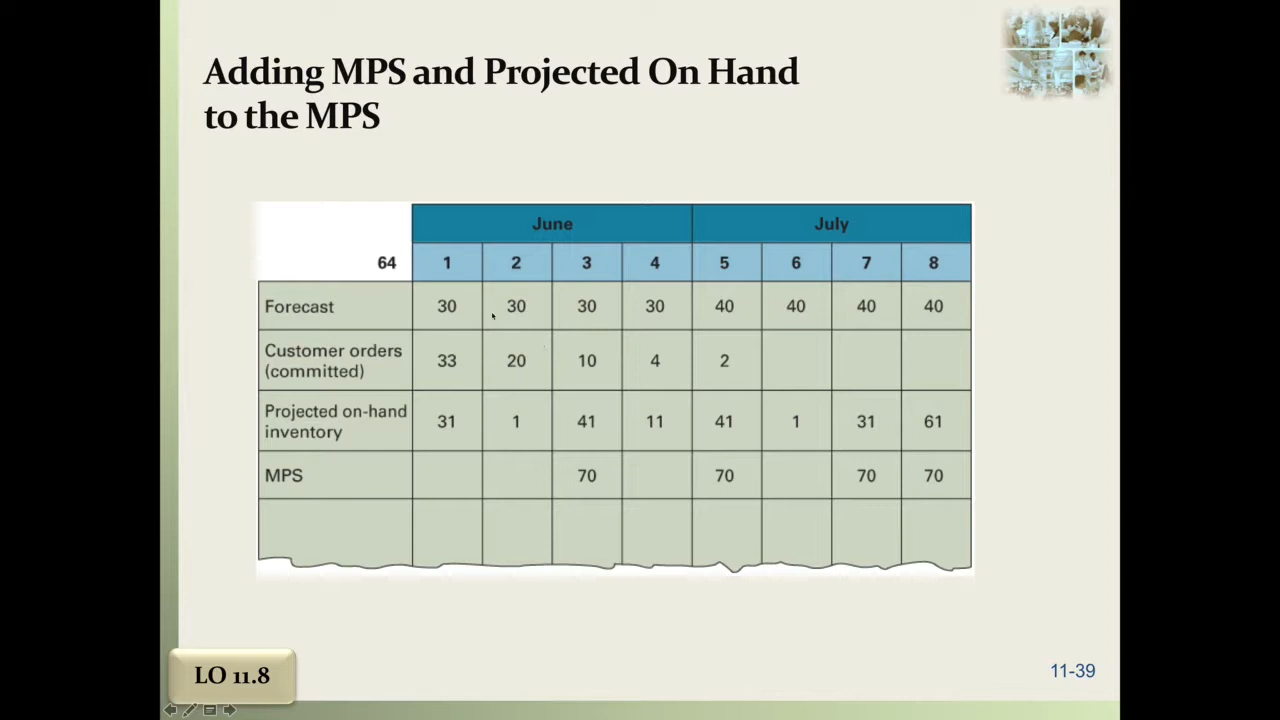 Adding MPS and Projected On Hand
to the MPS
June July
64 1 2 3 4 5 6 7 8
Forecast 30 30 30 30 40 40 40 40
Customer orders
(committed) 33 20 10 4 2
Projected on-hand
inventory 31 1 41 11 41 1 31 61
MPS 70 70 70 70
LO 11.8
11-39